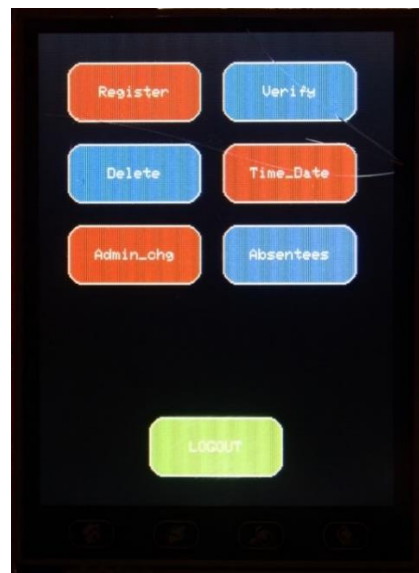 Register
Verify
Delete
Time_Date
Admin_chg
Absentees
LOGOUT